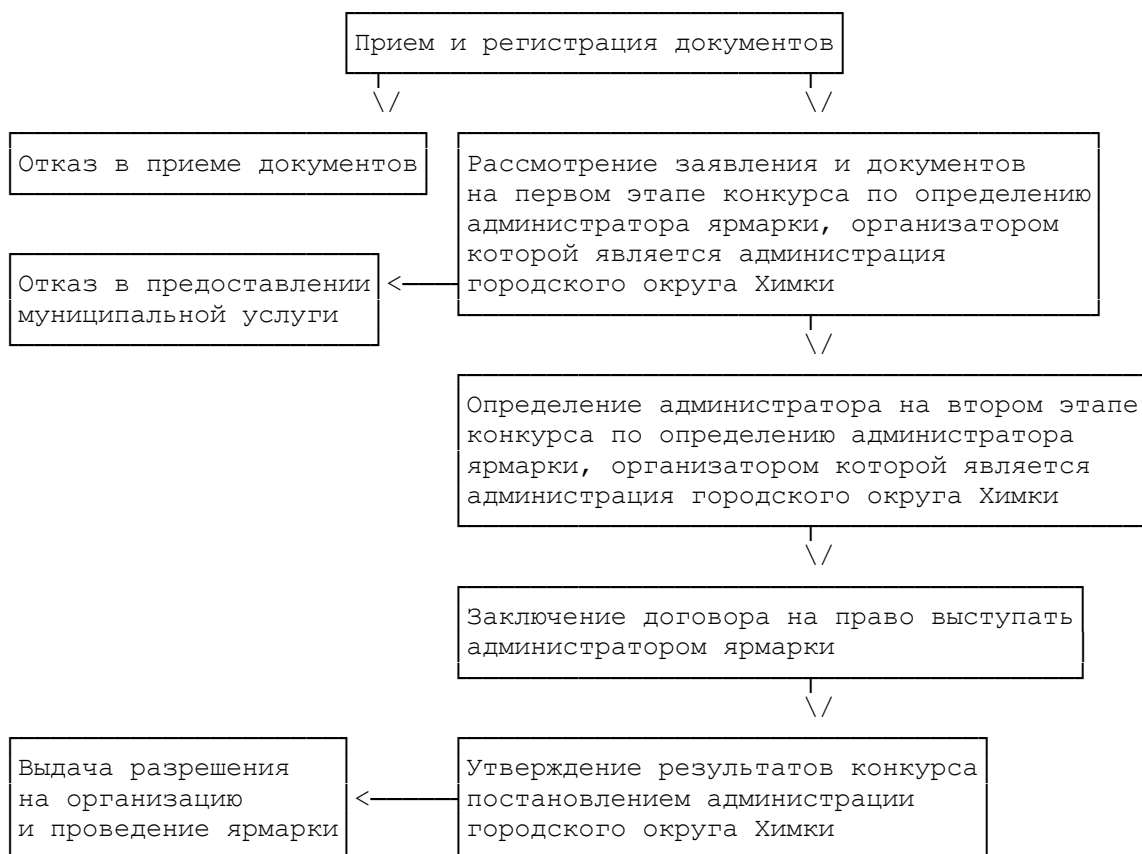 Прием и регистрация документов
Отказ в приеме документов
Рассмотрение заявления и документов
на первом этапе конкурса по определению
администратора ярмарки, организатором
которой является администрация
городского округа Химки
Отказ в предоставлении
муниципальной услуги
Определение администратора на втором этапе
конкурса по определению администратора
ярмарки, организатором которой является
администрация городского округа Химки
Заключение договора на право выступать
администратором ярмарки
Утверждение результатов конкурса
постановлением администрации
городского округа Химки
Выдача разрешения
на организацию
и проведение ярмарки